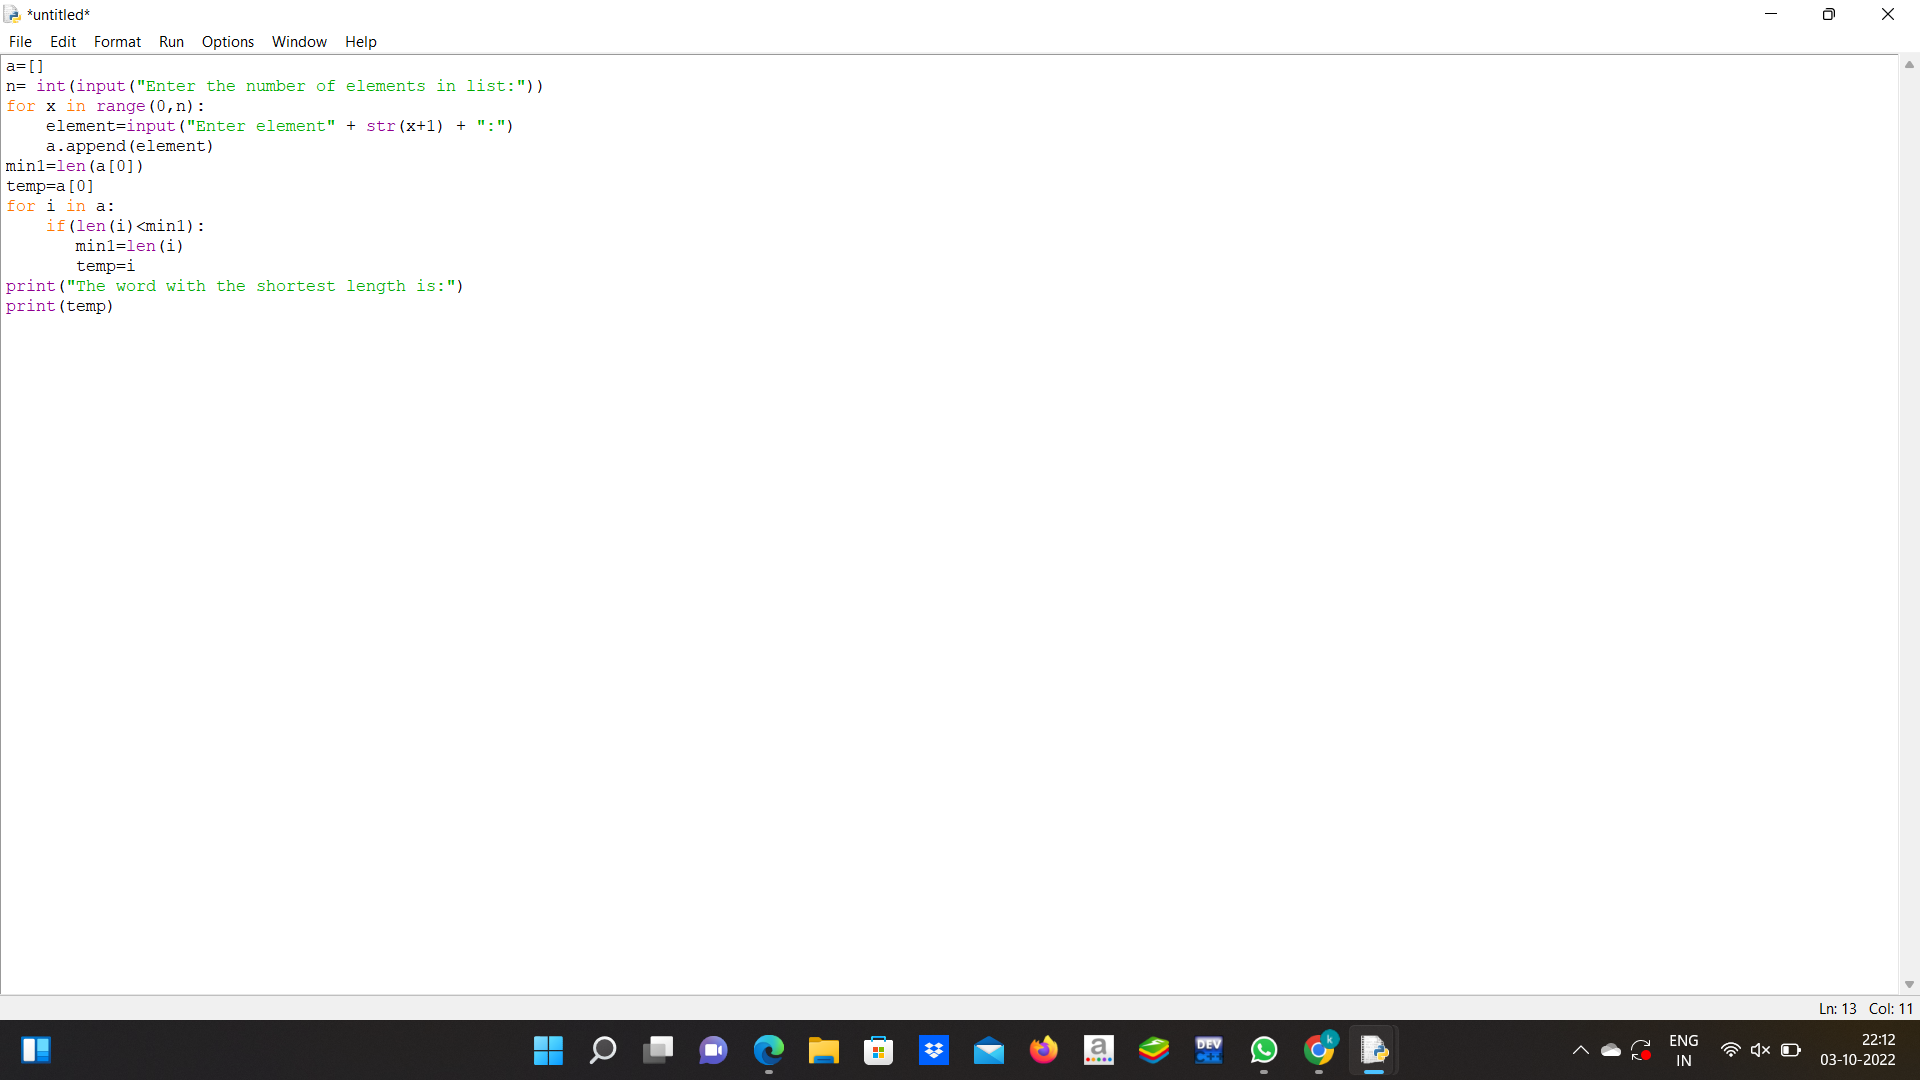 *untitled*
File Edit Format Run Options Window Help
a=[]
n= int(input("Enter the number of elements in list:"))
for x in range(0,n):
    element=input("Enter element" + str(x+1) + ":")
    a.append(element)
min1=len(a[0])
temp=a[0]
for i in a:
    if(len(i)<min1):
       min1=len(i)
       temp=i
print("The word with the shortest length is:")
print(temp)
Ln: 13 Col: 11
a
DEV
C++
k
ENG
IN
22:12
03-10-2022